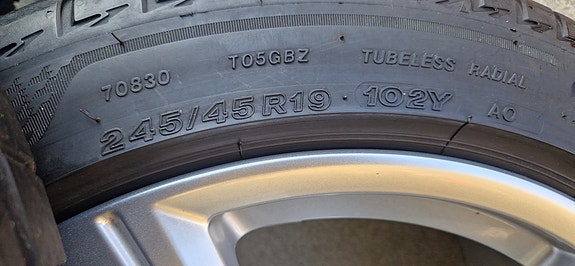 70830 T05GBZ TUBELESS RADIAL
245/45R19 102Y AO